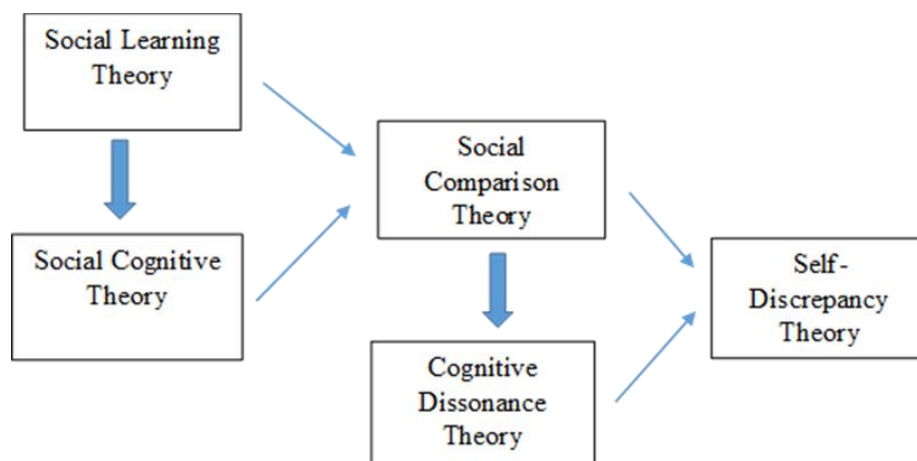 Social Learning
Theory
Social Comparison
Theory
Social Cognitive
Theory
Self-
Discrepancy
Theory
Cognitive
Dissonance
Theory